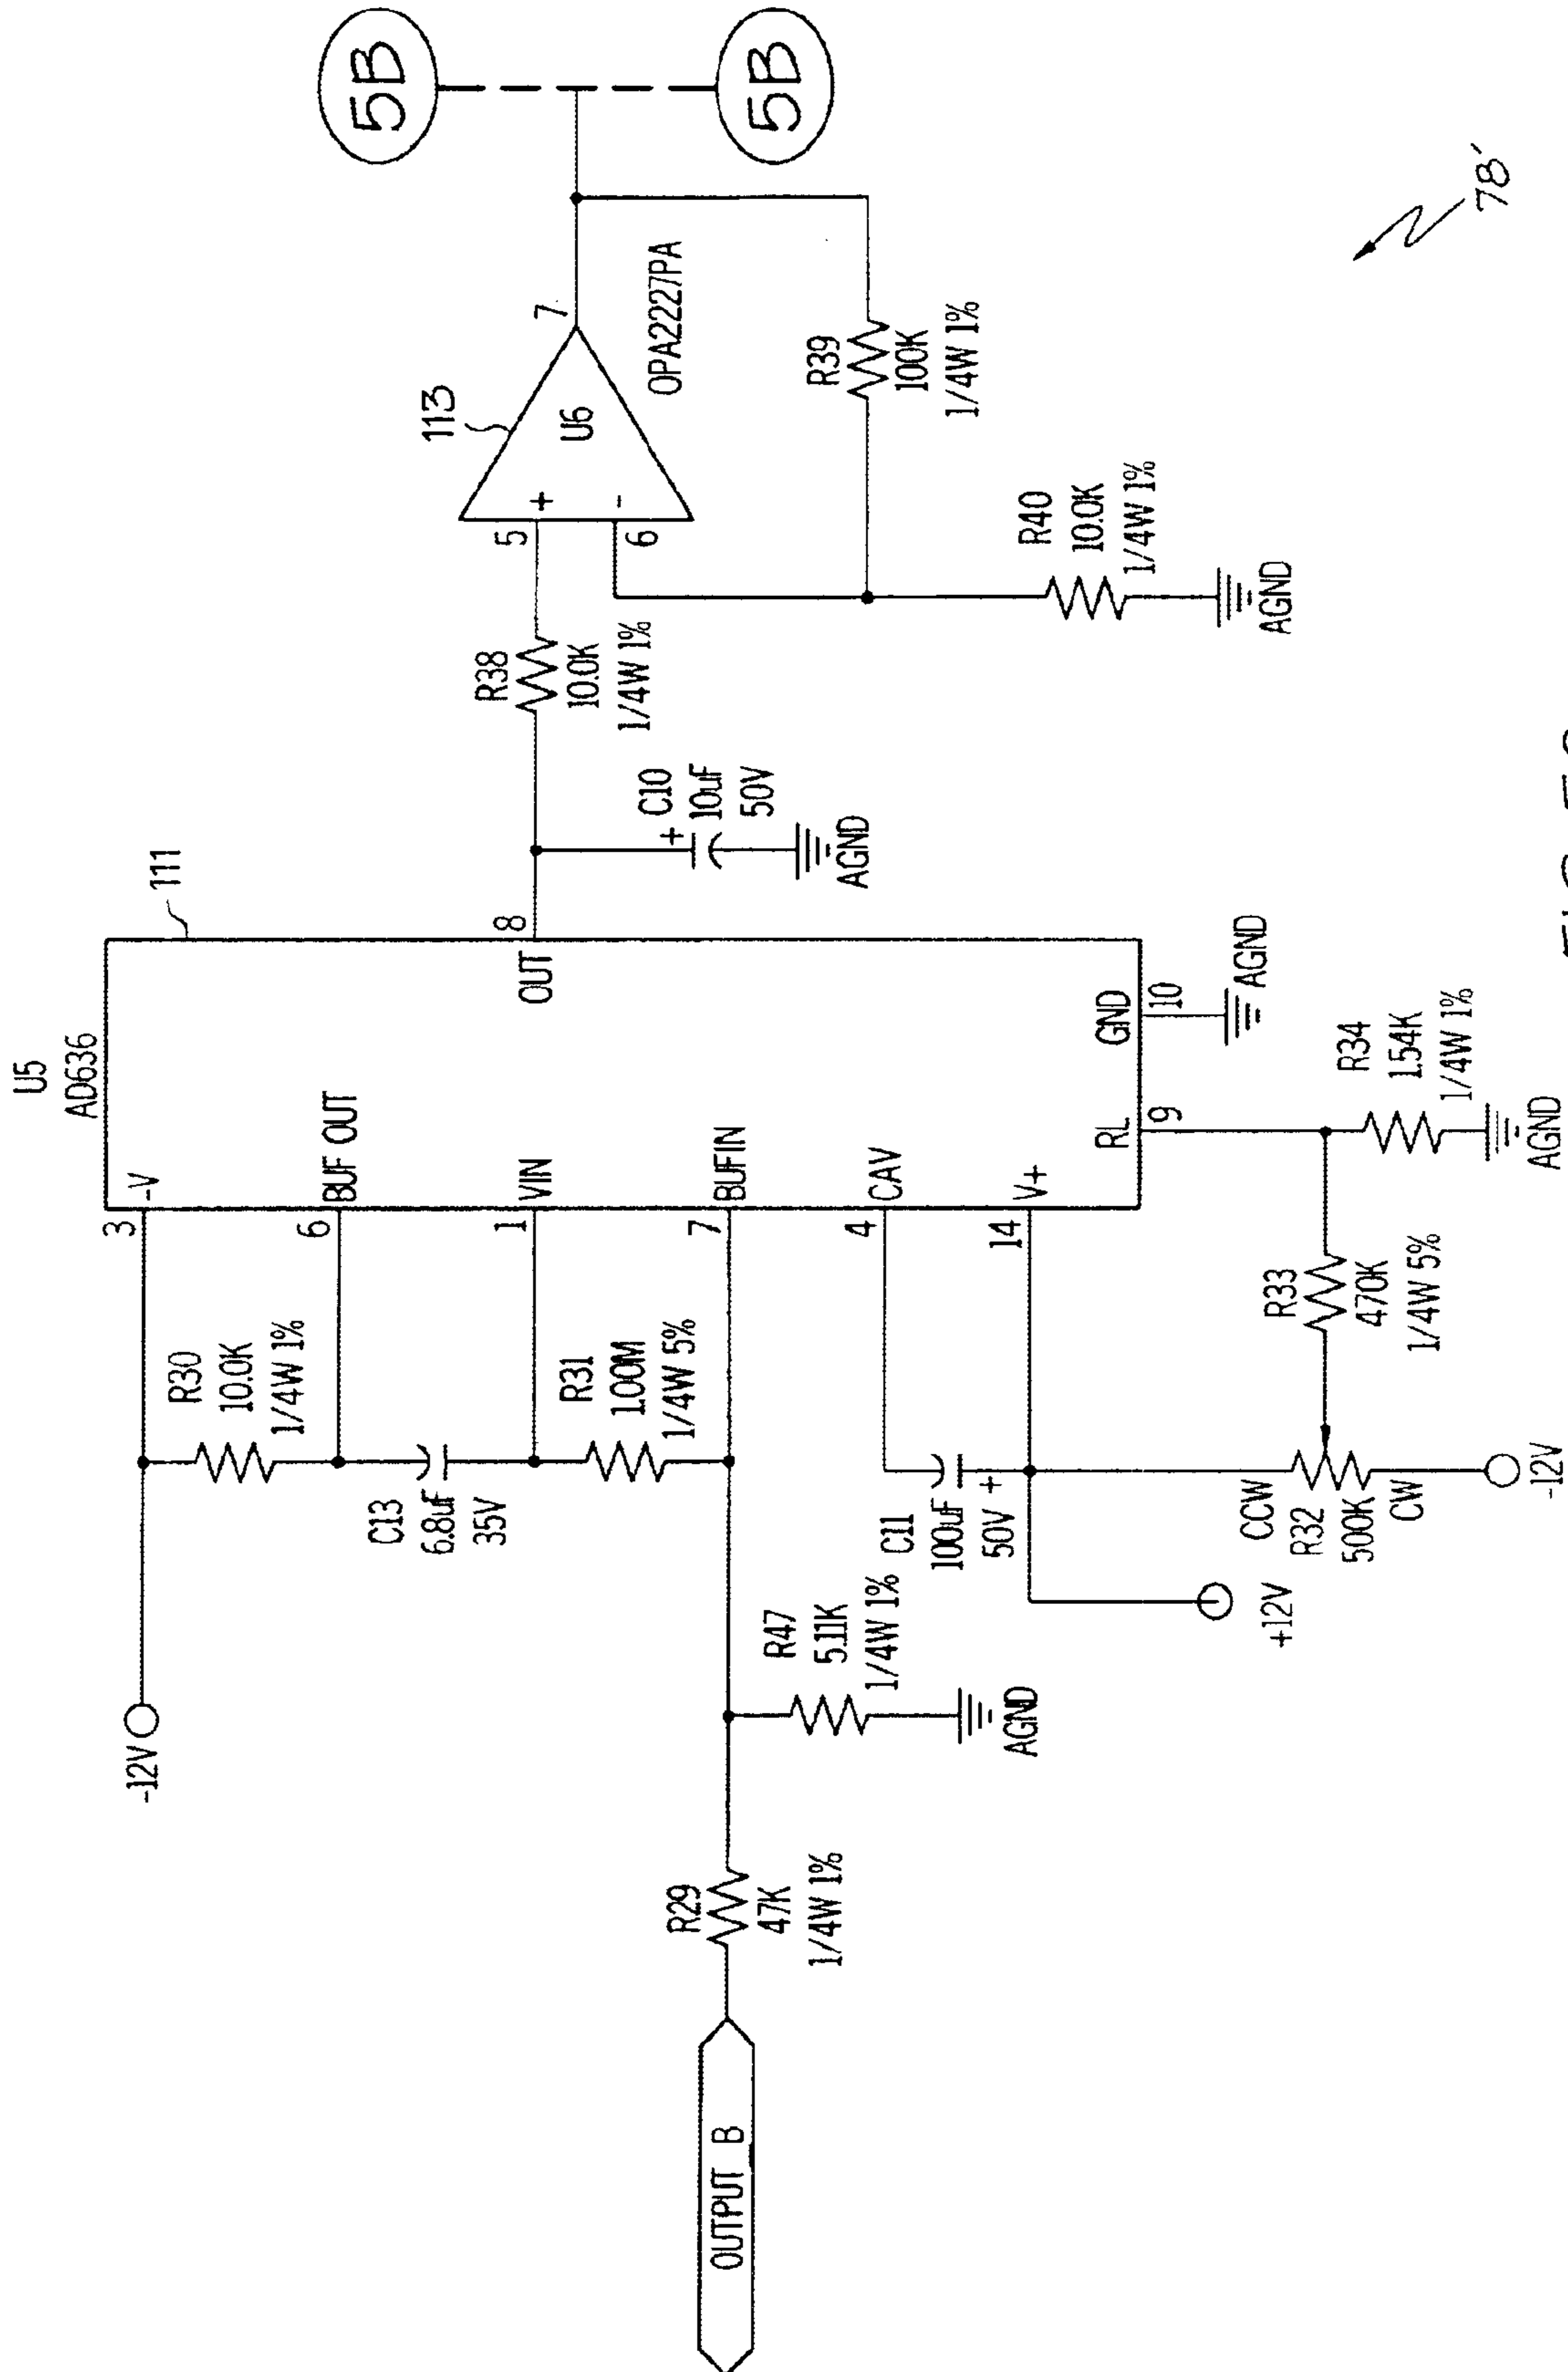 U5
AD636
111
3
-V
6
BUF OUT
1
VIN
7
BUFIN
4
CAV
14
V+
OUT
8
GND
10
RL
9
-12V
R30
10.0K
1/4W 1%
C13
6.8uF
35V
R31
1.00M
1/4W 5%
OUTPUT B
R29
47K
1/4W 1%
R47
5.11K
1/4W 1%
AGND
C11
100uF
50V +
+12V
CCW
R32
500K
CW
-12V
R33
470K
1/4W 5%
R34
1.54K
1/4W 1%
AGND
AGND
+ C10
10uF
50V
AGND
R38
10.0K
1/4W 1%
5
+
6
-
U6
113
7
OPA2227PA
R39
100K
1/4W 1%
R40
10.0K
1/4W 1%
AGND
5B
5B
78'